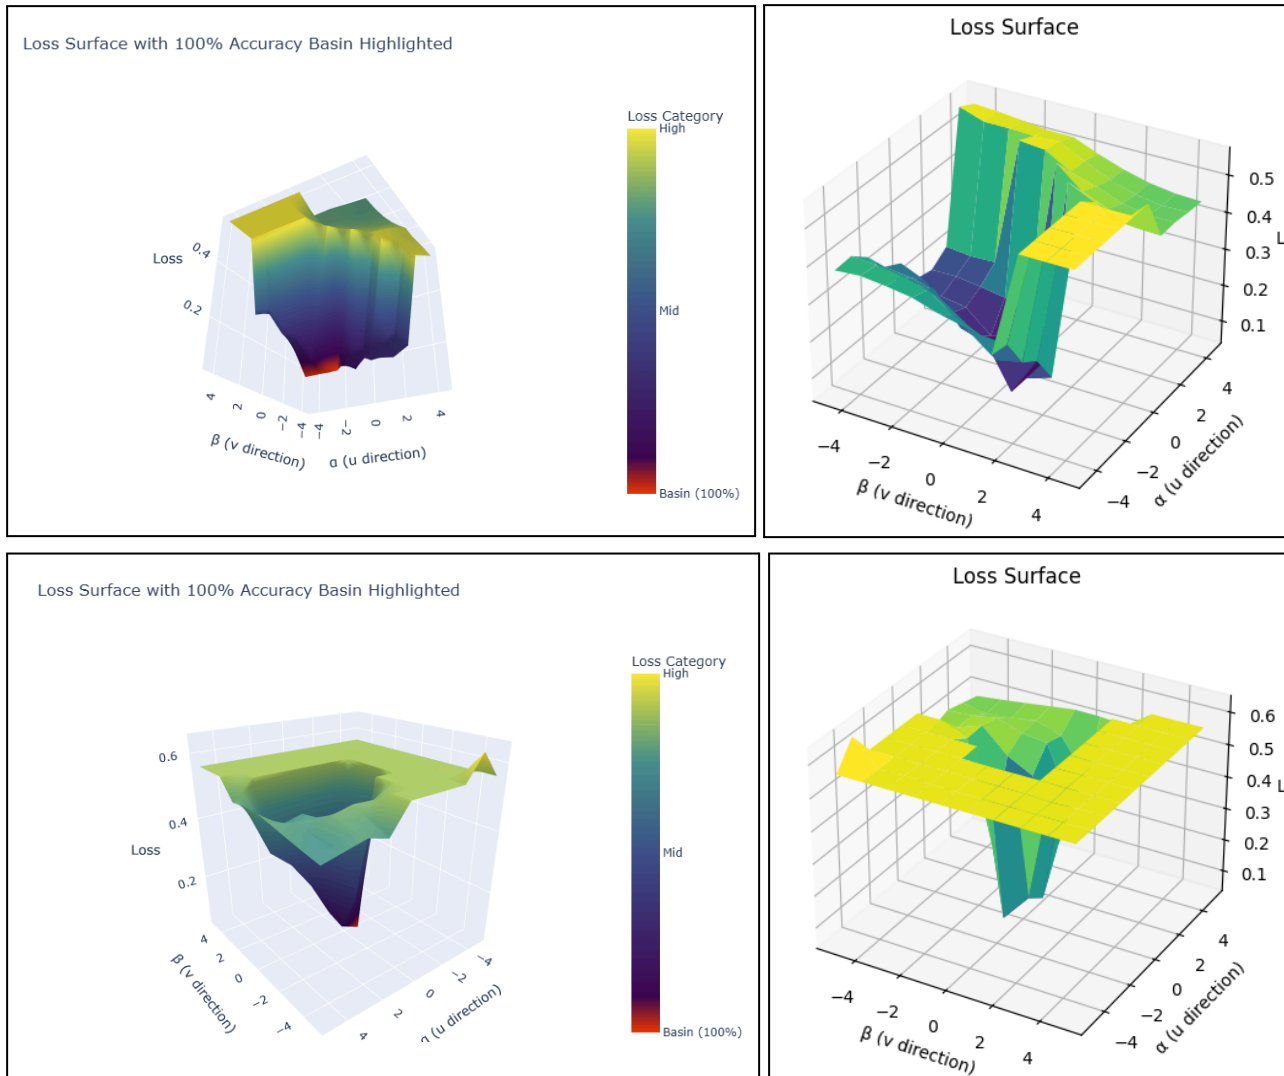 Loss Surface with 100% Accuracy Basin Highlighted
Loss Category
High
Mid
Basin (100%)
Loss
0.4
0.2
4
2
0
−2
−4
β (v direction)
−4
−2
0
2
4
α (u direction)
Loss Surface
0.5
0.4
0.3
0.2
0.1
L
−4
−2
0
2
4
β (v direction)
−4
−2
0
2
4
α (u direction)
Loss Surface with 100% Accuracy Basin Highlighted
Loss Category
High
Mid
Basin (100%)
Loss
0.6
0.4
0.2
4
2
0
−2
−4
β (v direction)
4
2
0
−2
−4
α (u direction)
Loss Surface
0.6
0.5
0.4
0.3
0.2
0.1
L
−4
−2
0
2
4
β (v direction)
−4
−2
0
2
4
α (u direction)